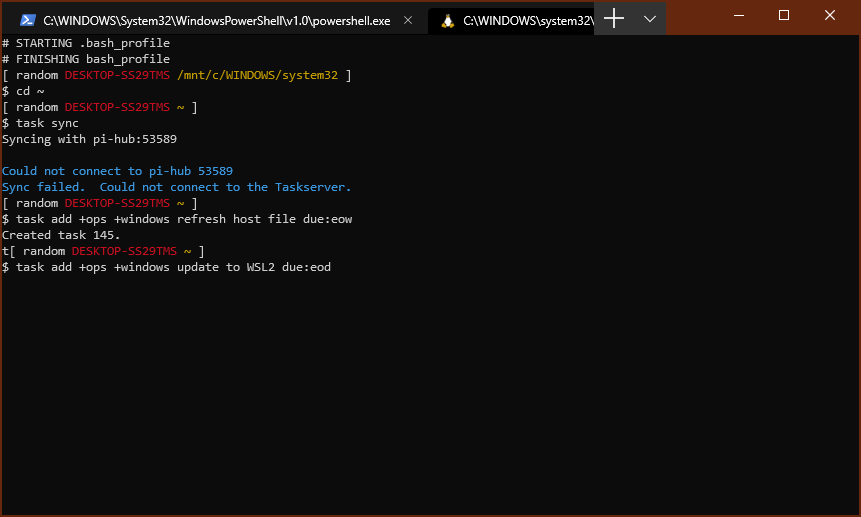 C:\WINDOWS\System32\WindowsPowerShell\v1.0\powershell.exe
C:\WINDOWS\system32\
# STARTING .bash_profile
# FINISHING bash_profile
[ random DESKTOP-SS29TMS /mnt/c/WINDOWS/system32 ]
$ cd ~
[ random DESKTOP-SS29TMS ~ ]
$ task sync
Syncing with pi-hub:53589
Could not connect to pi-hub 53589
Sync failed.  Could not connect to the Taskserver.
[ random DESKTOP-SS29TMS ~ ]
$ task add +ops +windows refresh host file due:eow
Created task 145.
t[ random DESKTOP-SS29TMS ~ ]
$ task add +ops +windows update to WSL2 due:eod